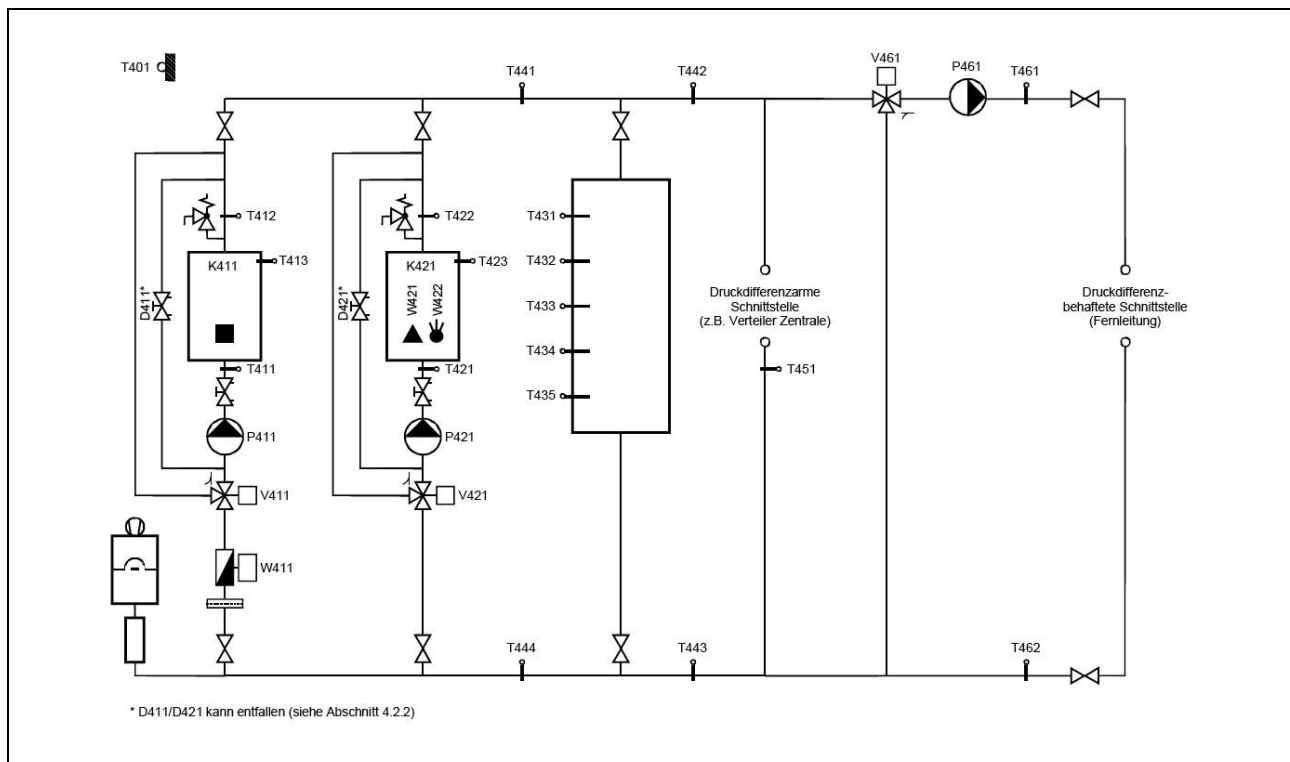 T401
T441
T442
V461
P461
T461
T412
T422
T431
K411
T413
K421
T423
T432
D411*
D421*
W421
W422
T433
Druckdifferenzarme
Schnittstelle
(z.B. Verteiler Zentrale)
Druckdifferenz-
behaftete Schnittstelle
(Fernleitung)
T411
T421
T434
T451
T435
P411
P421
V411
V421
W411
T444
T443
T462
* D411/D421 kann entfallen (siehe Abschnitt 4.2.2)